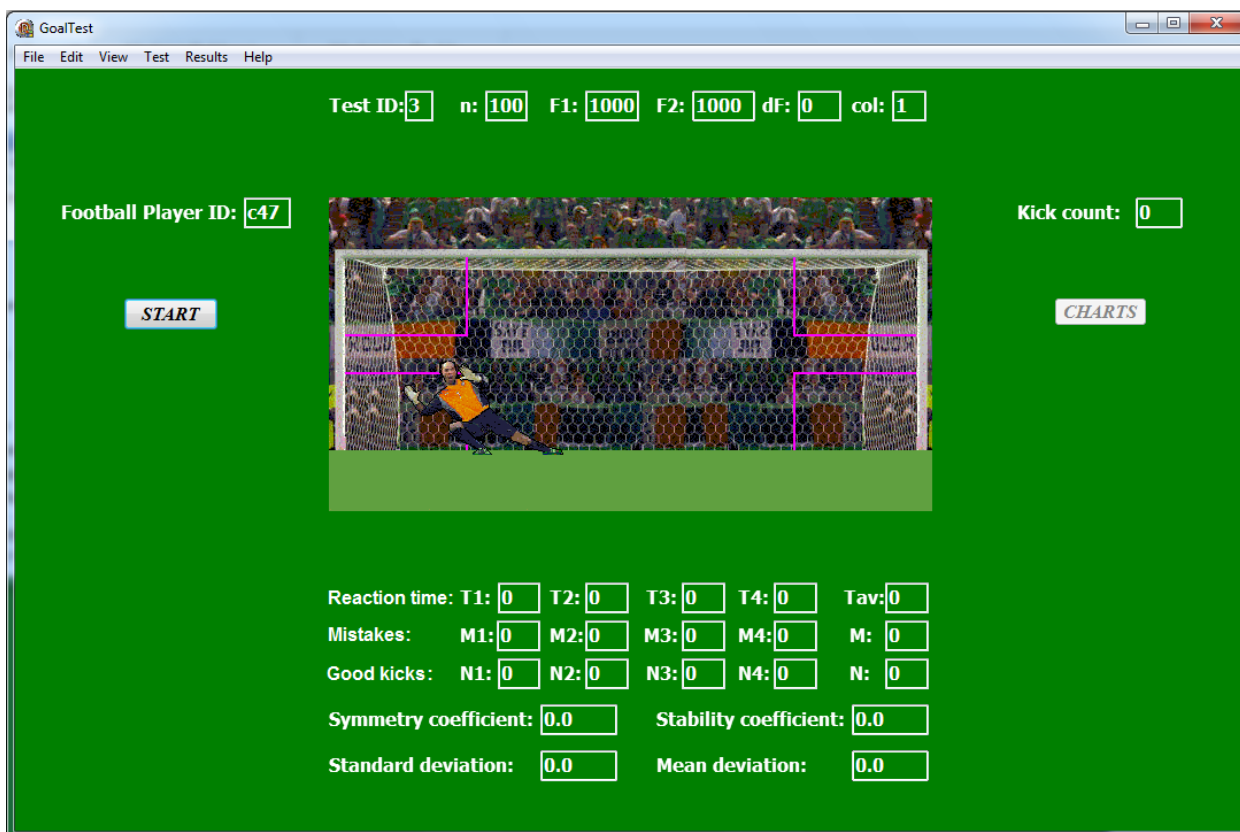 GoalTest
File Edit View Test Results Help
Test ID: 3 n: 100 F1: 1000 F2: 1000 dF: 0 col: 1
Football Player ID: c47
Kick count: 0
START
CHARTS
SAVE
THE
Reaction time: T1: 0 T2: 0 T3: 0 T4: 0 Tav: 0
Mistakes: M1: 0 M2: 0 M3: 0 M4: 0 M: 0
Good kicks: N1: 0 N2: 0 N3: 0 N4: 0 N: 0
Symmetry coefficient: 0.0 Stability coefficient: 0.0
Standard deviation: 0.0 Mean deviation: 0.0